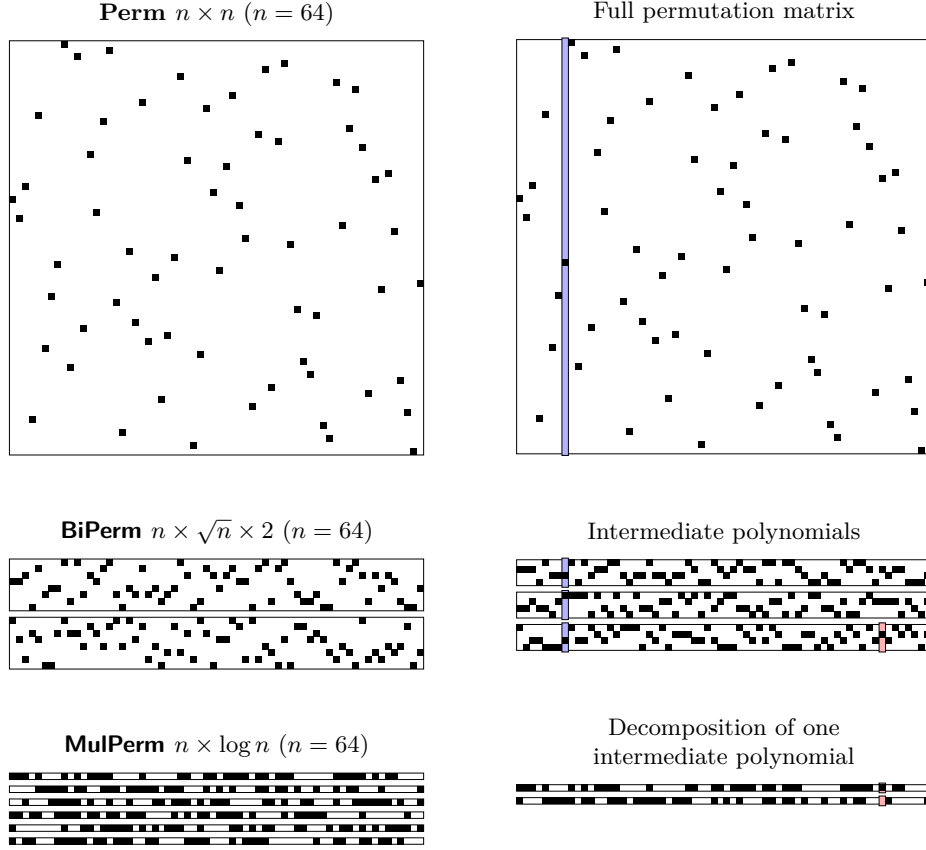 Perm n × n (n = 64)
Full permutation matrix
BiPerm n × √n × 2 (n = 64)
Intermediate polynomials
MulPerm n × log n (n = 64)
Decomposition of one
intermediate polynomial